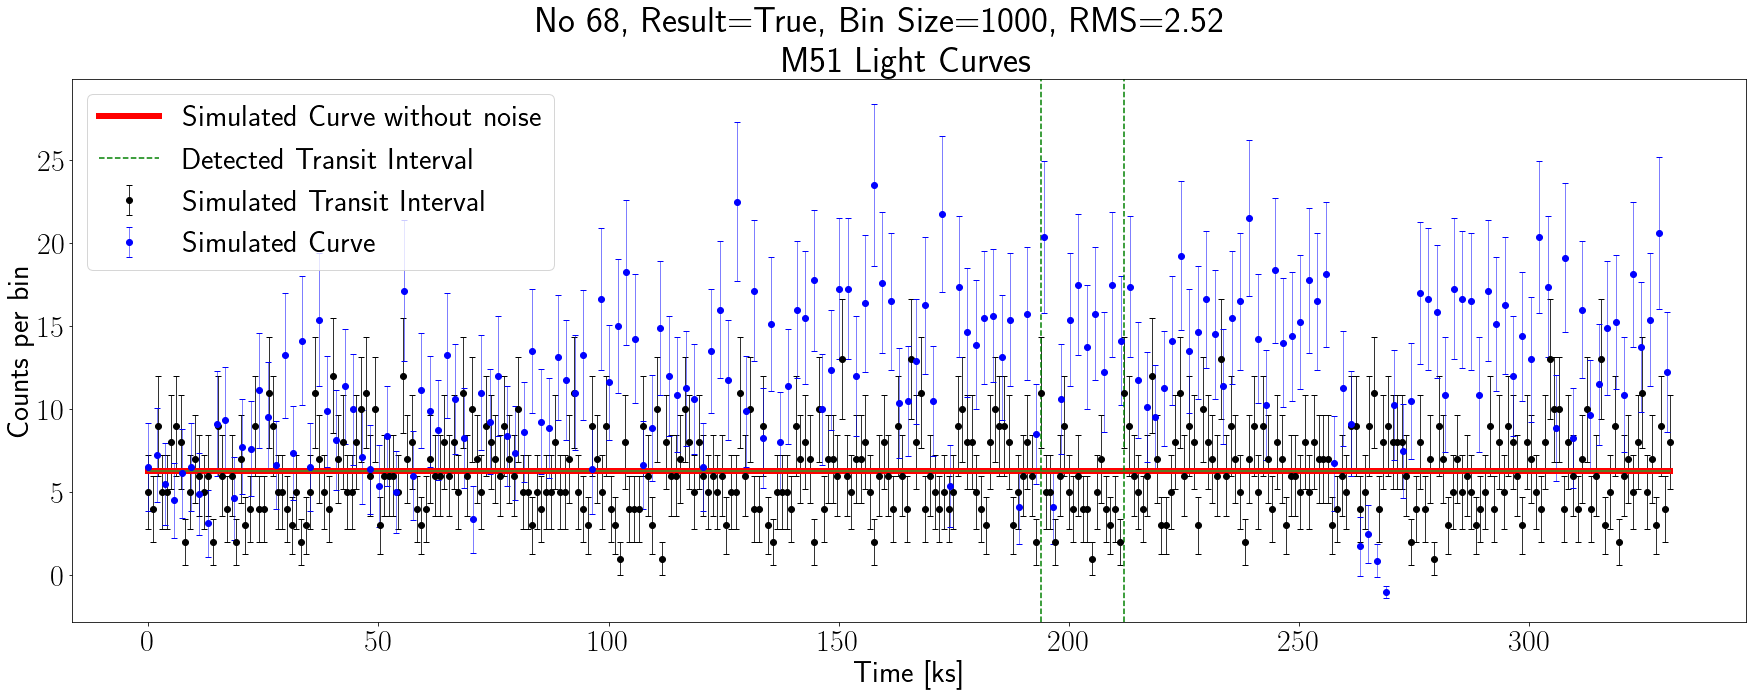 No 68, Result=True, Bin Size=1000, RMS=2.52
M51 Light Curves
Simulated Curve without noise
Detected Transit Interval
Simulated Transit Interval
Simulated Curve
Counts per bin
25
20
15
10
5
0
0 50 100 150 200 250 300
Time [ks]